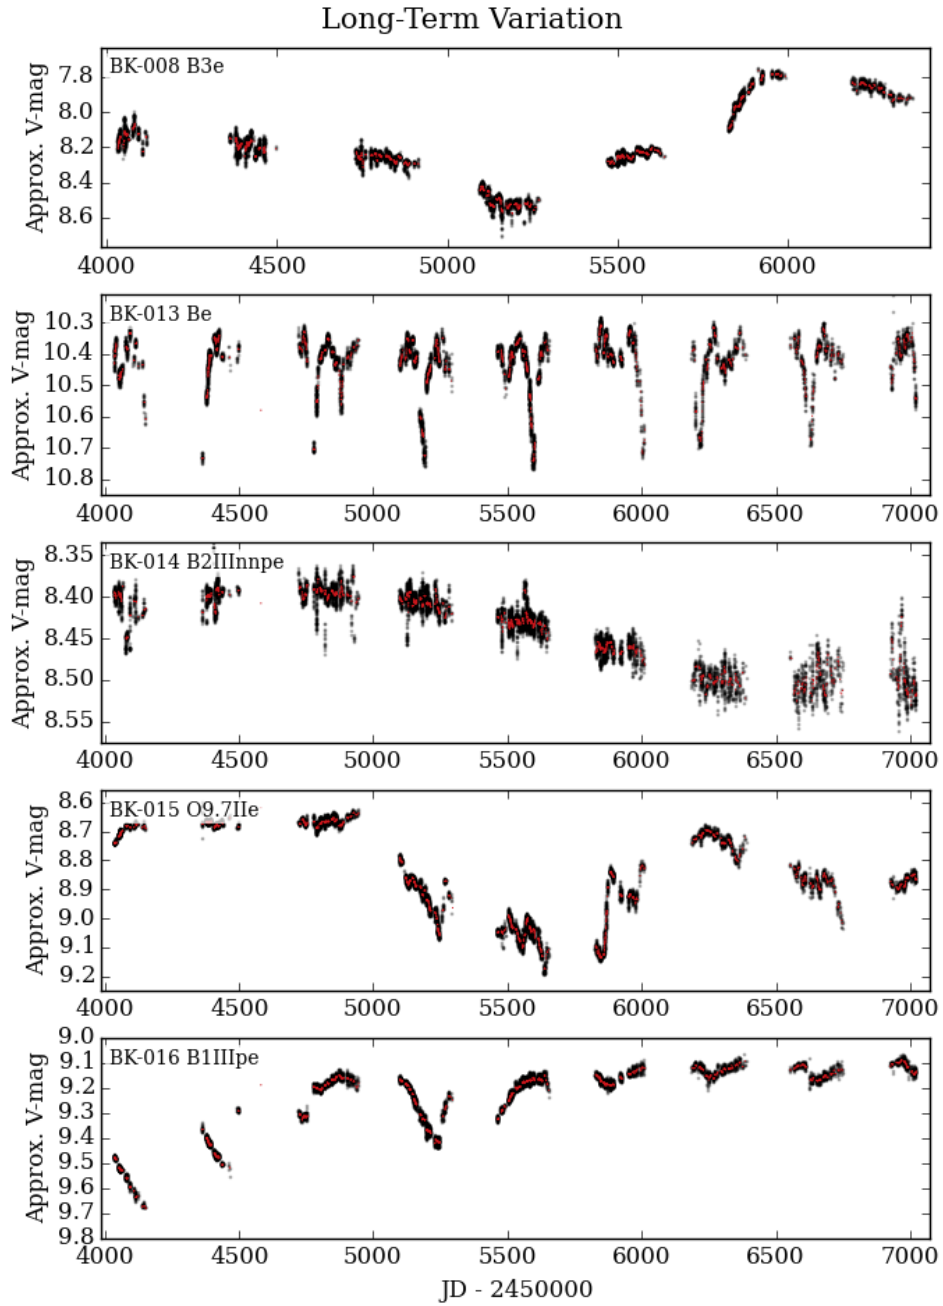 Long-Term Variation
BK-008 B3e
Approx. V-mag
7.8
8.0
8.2
8.4
8.6
4000 4500 5000 5500 6000
BK-013 Be
Approx. V-mag
10.3
10.4
10.5
10.6
10.7
10.8
4000 4500 5000 5500 6000 6500 7000
BK-014 B2IIInnpe
Approx. V-mag
8.35
8.40
8.45
8.50
8.55
4000 4500 5000 5500 6000 6500 7000
BK-015 O9.7IIe
Approx. V-mag
8.6
8.7
8.8
8.9
9.0
9.1
9.2
4000 4500 5000 5500 6000 6500 7000
BK-016 B1IIIpe
Approx. V-mag
9.0
9.1
9.2
9.3
9.4
9.5
9.6
9.7
9.8
4000 4500 5000 5500 6000 6500 7000
JD - 2450000